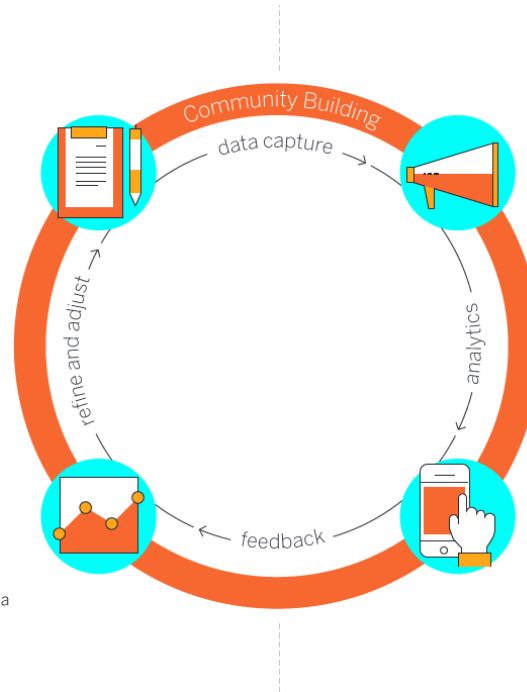 Community Building
data capture
analytics
feedback
refine and adjust
a